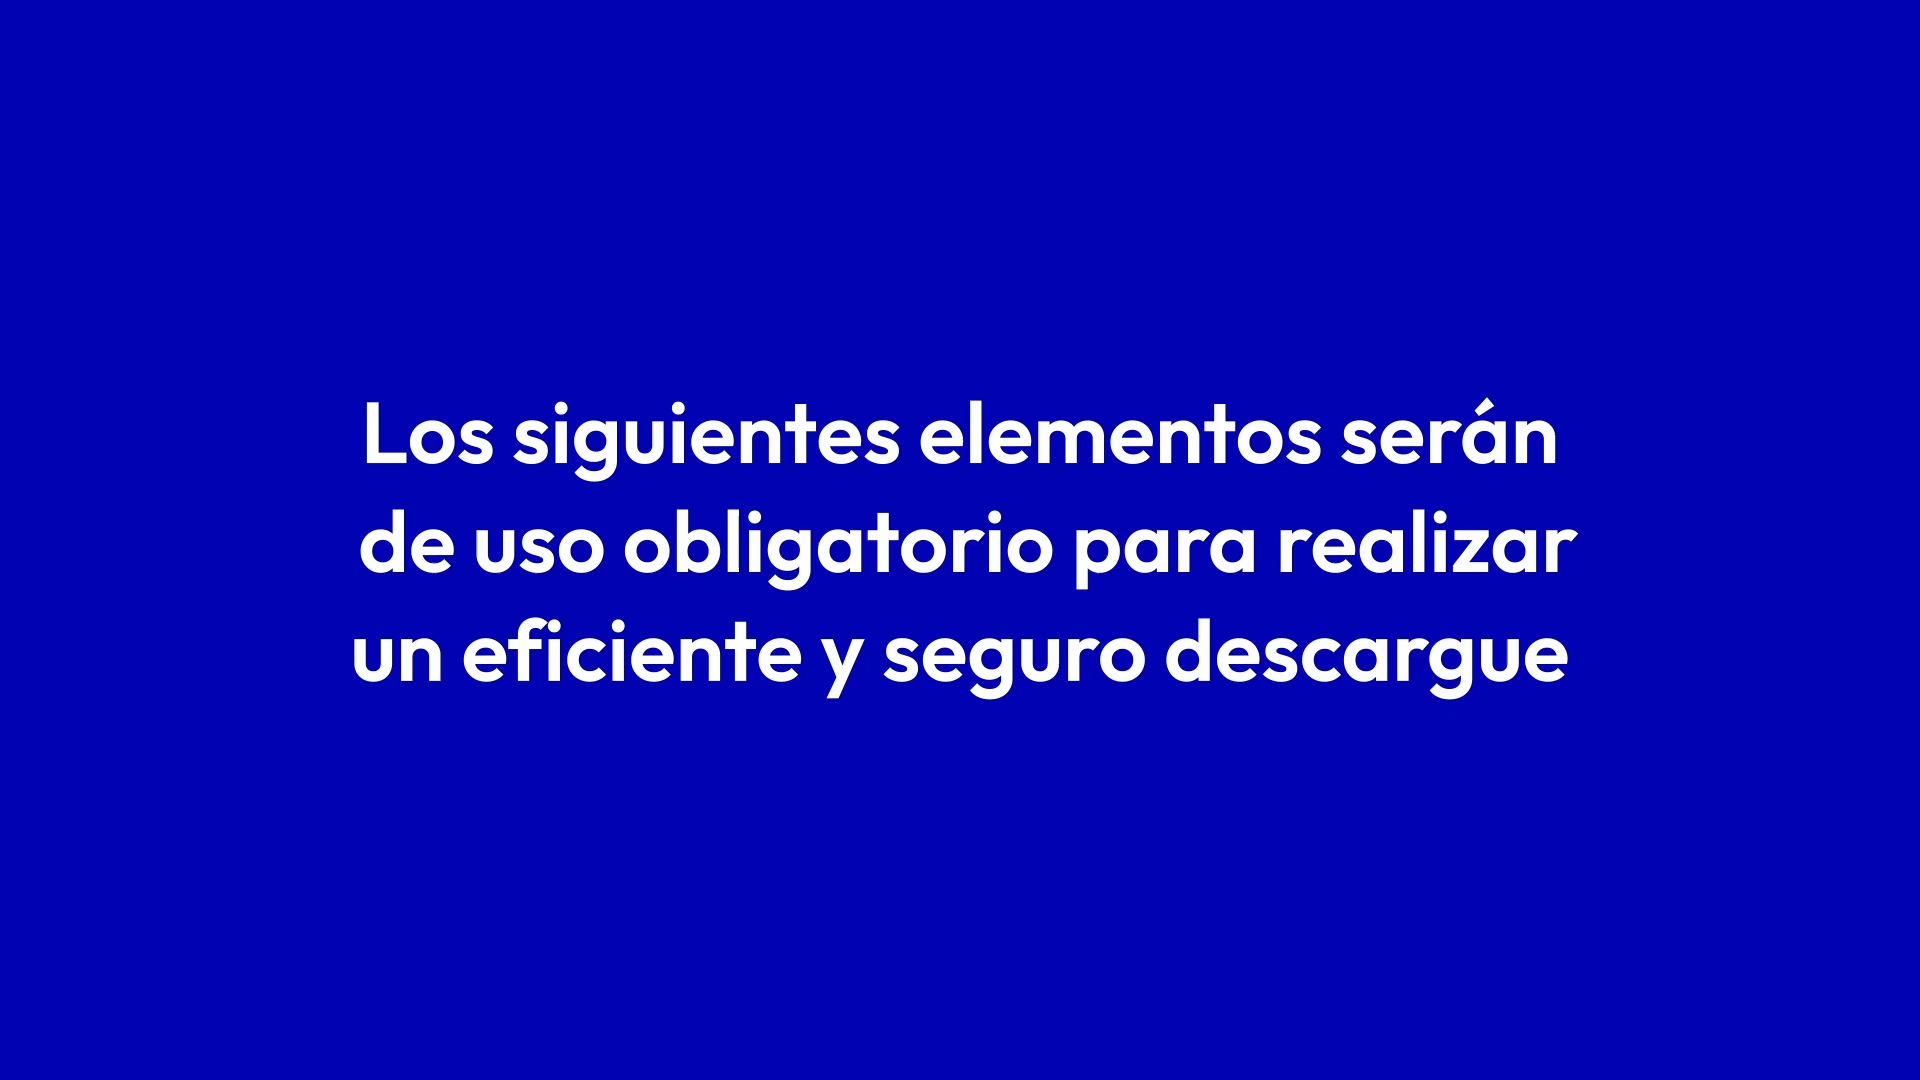 Los siguientes elementos serán
de uso obligatorio para realizar
un eficiente y seguro descargue